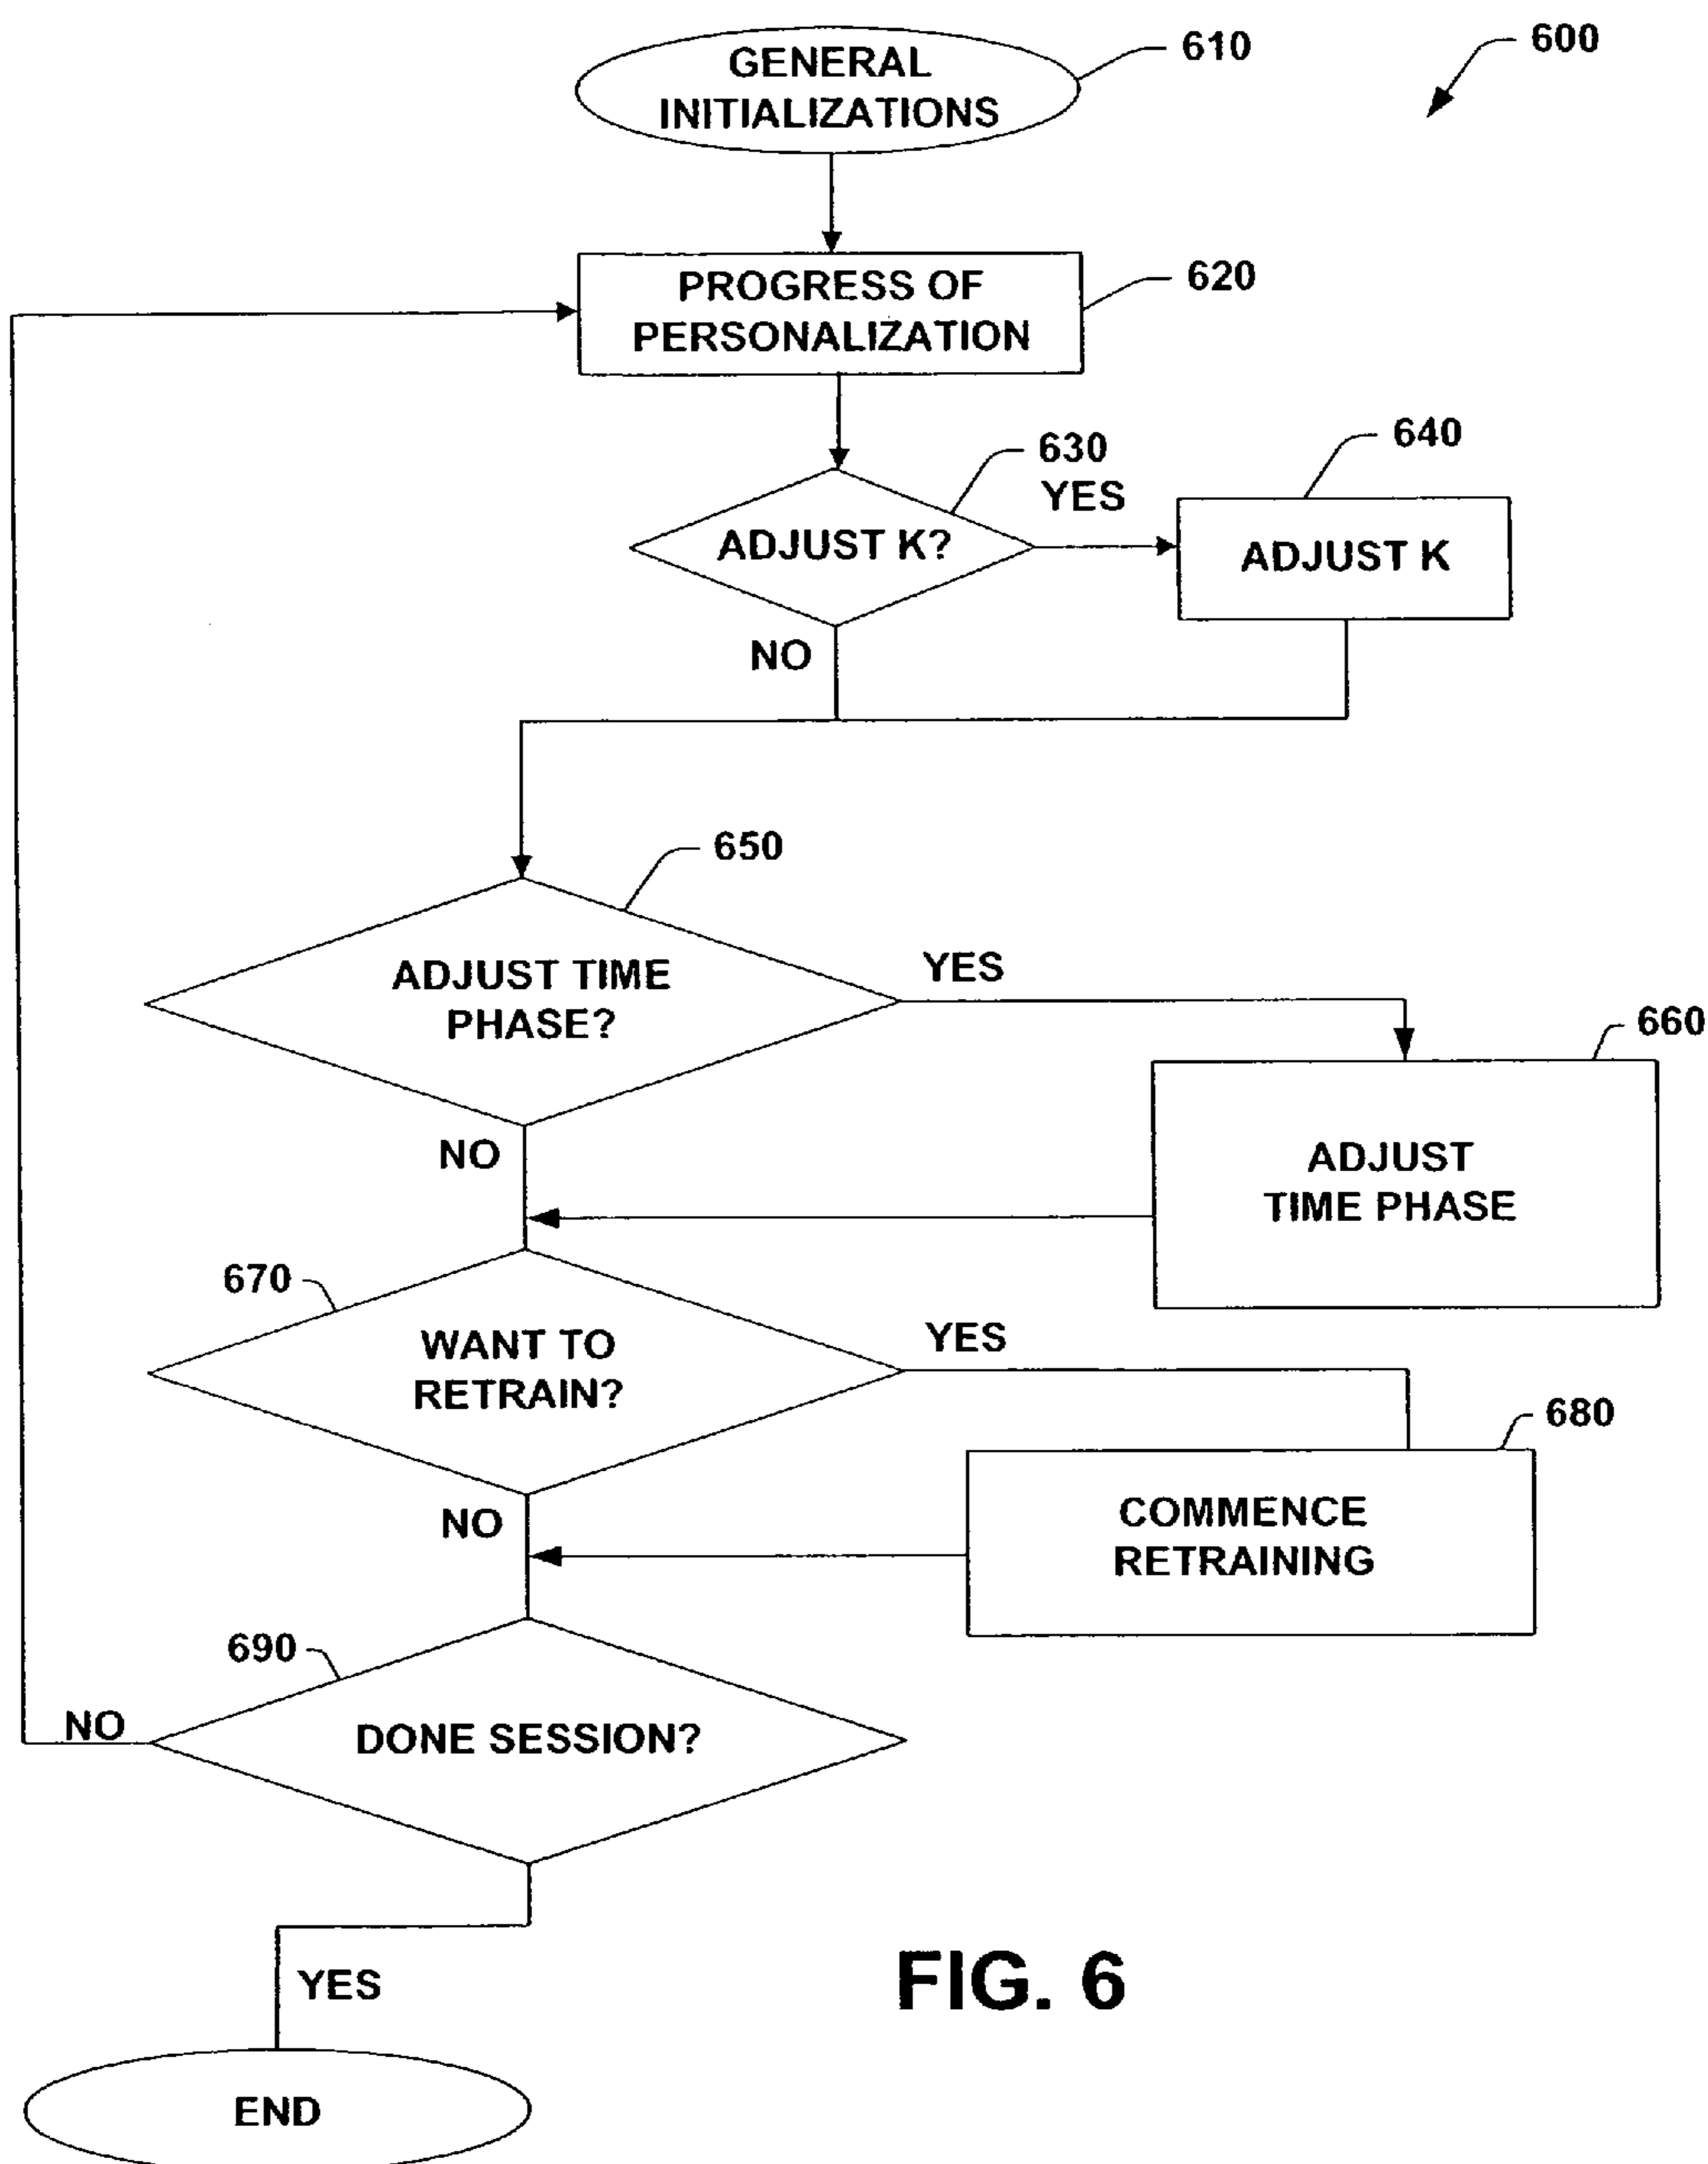 600
610
GENERAL
INITIALIZATIONS
620
PROGRESS OF
PERSONALIZATION
630
YES
640
ADJUST K?
ADJUST K
NO
650
ADJUST TIME
PHASE?
YES
660
ADJUST
TIME PHASE
NO
670
WANT TO
RETRAIN?
YES
680
COMMENCE
RETRAINING
NO
690
DONE SESSION?
NO
YES
END
FIG. 6